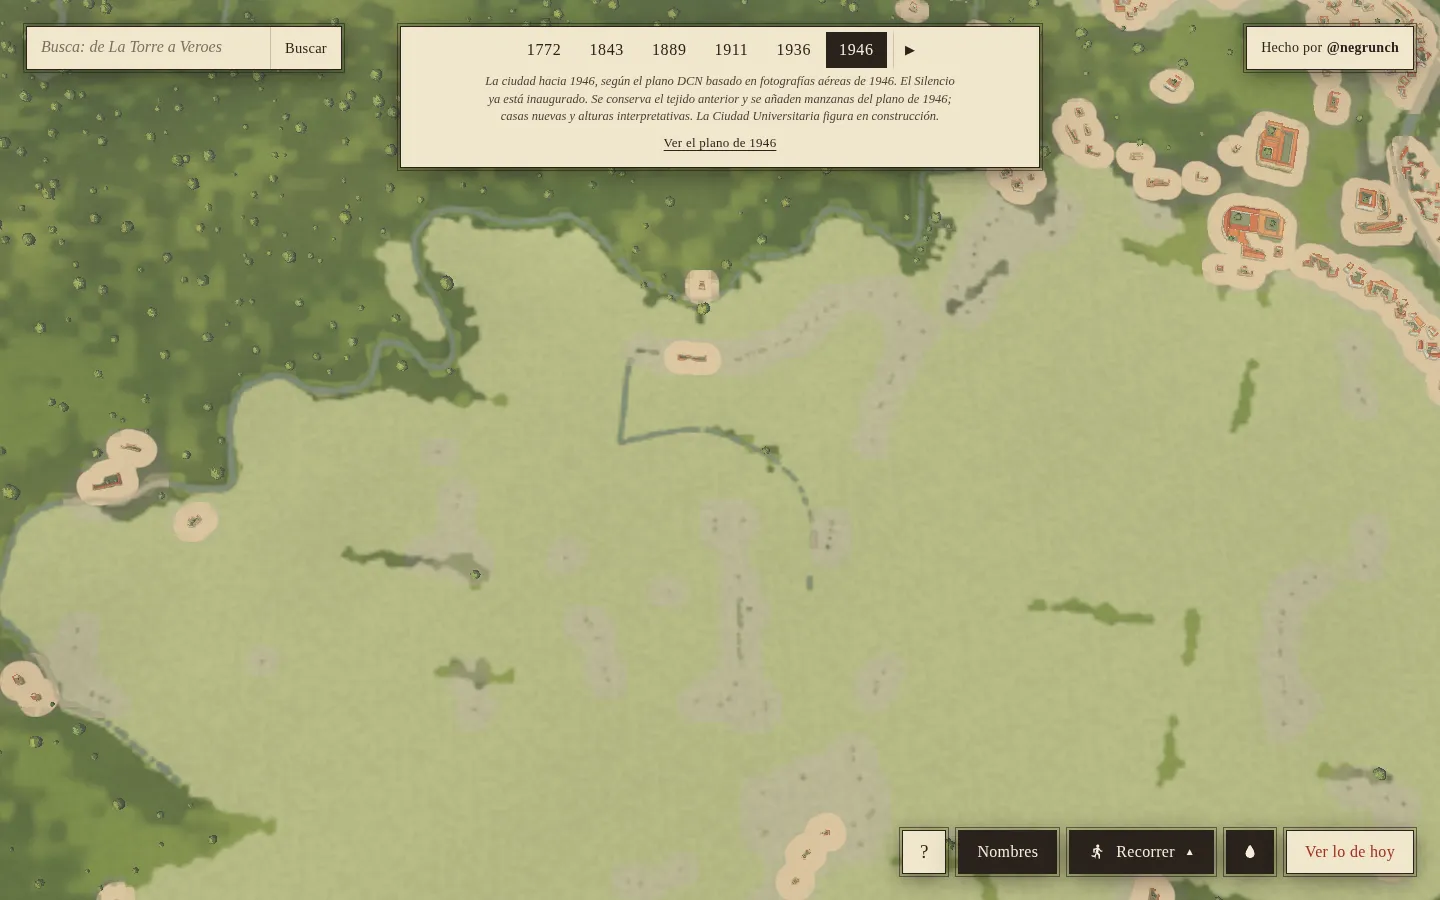 Busca: de La Torre a Veroes
Buscar
1772 1843 1889 1911 1936 1946 ▶
La ciudad hacia 1946, según el plano DCN basado en fotografías aéreas de 1946. El Silencio
ya está inaugurado. Se conserva el tejido anterior y se añaden manzanas del plano de 1946;
casas nuevas y alturas interpretativas. La Ciudad Universitaria figura en construcción.
Ver el plano de 1946
Hecho por @negrunch
?
Nombres
Recorrer ▲
Ver lo de hoy